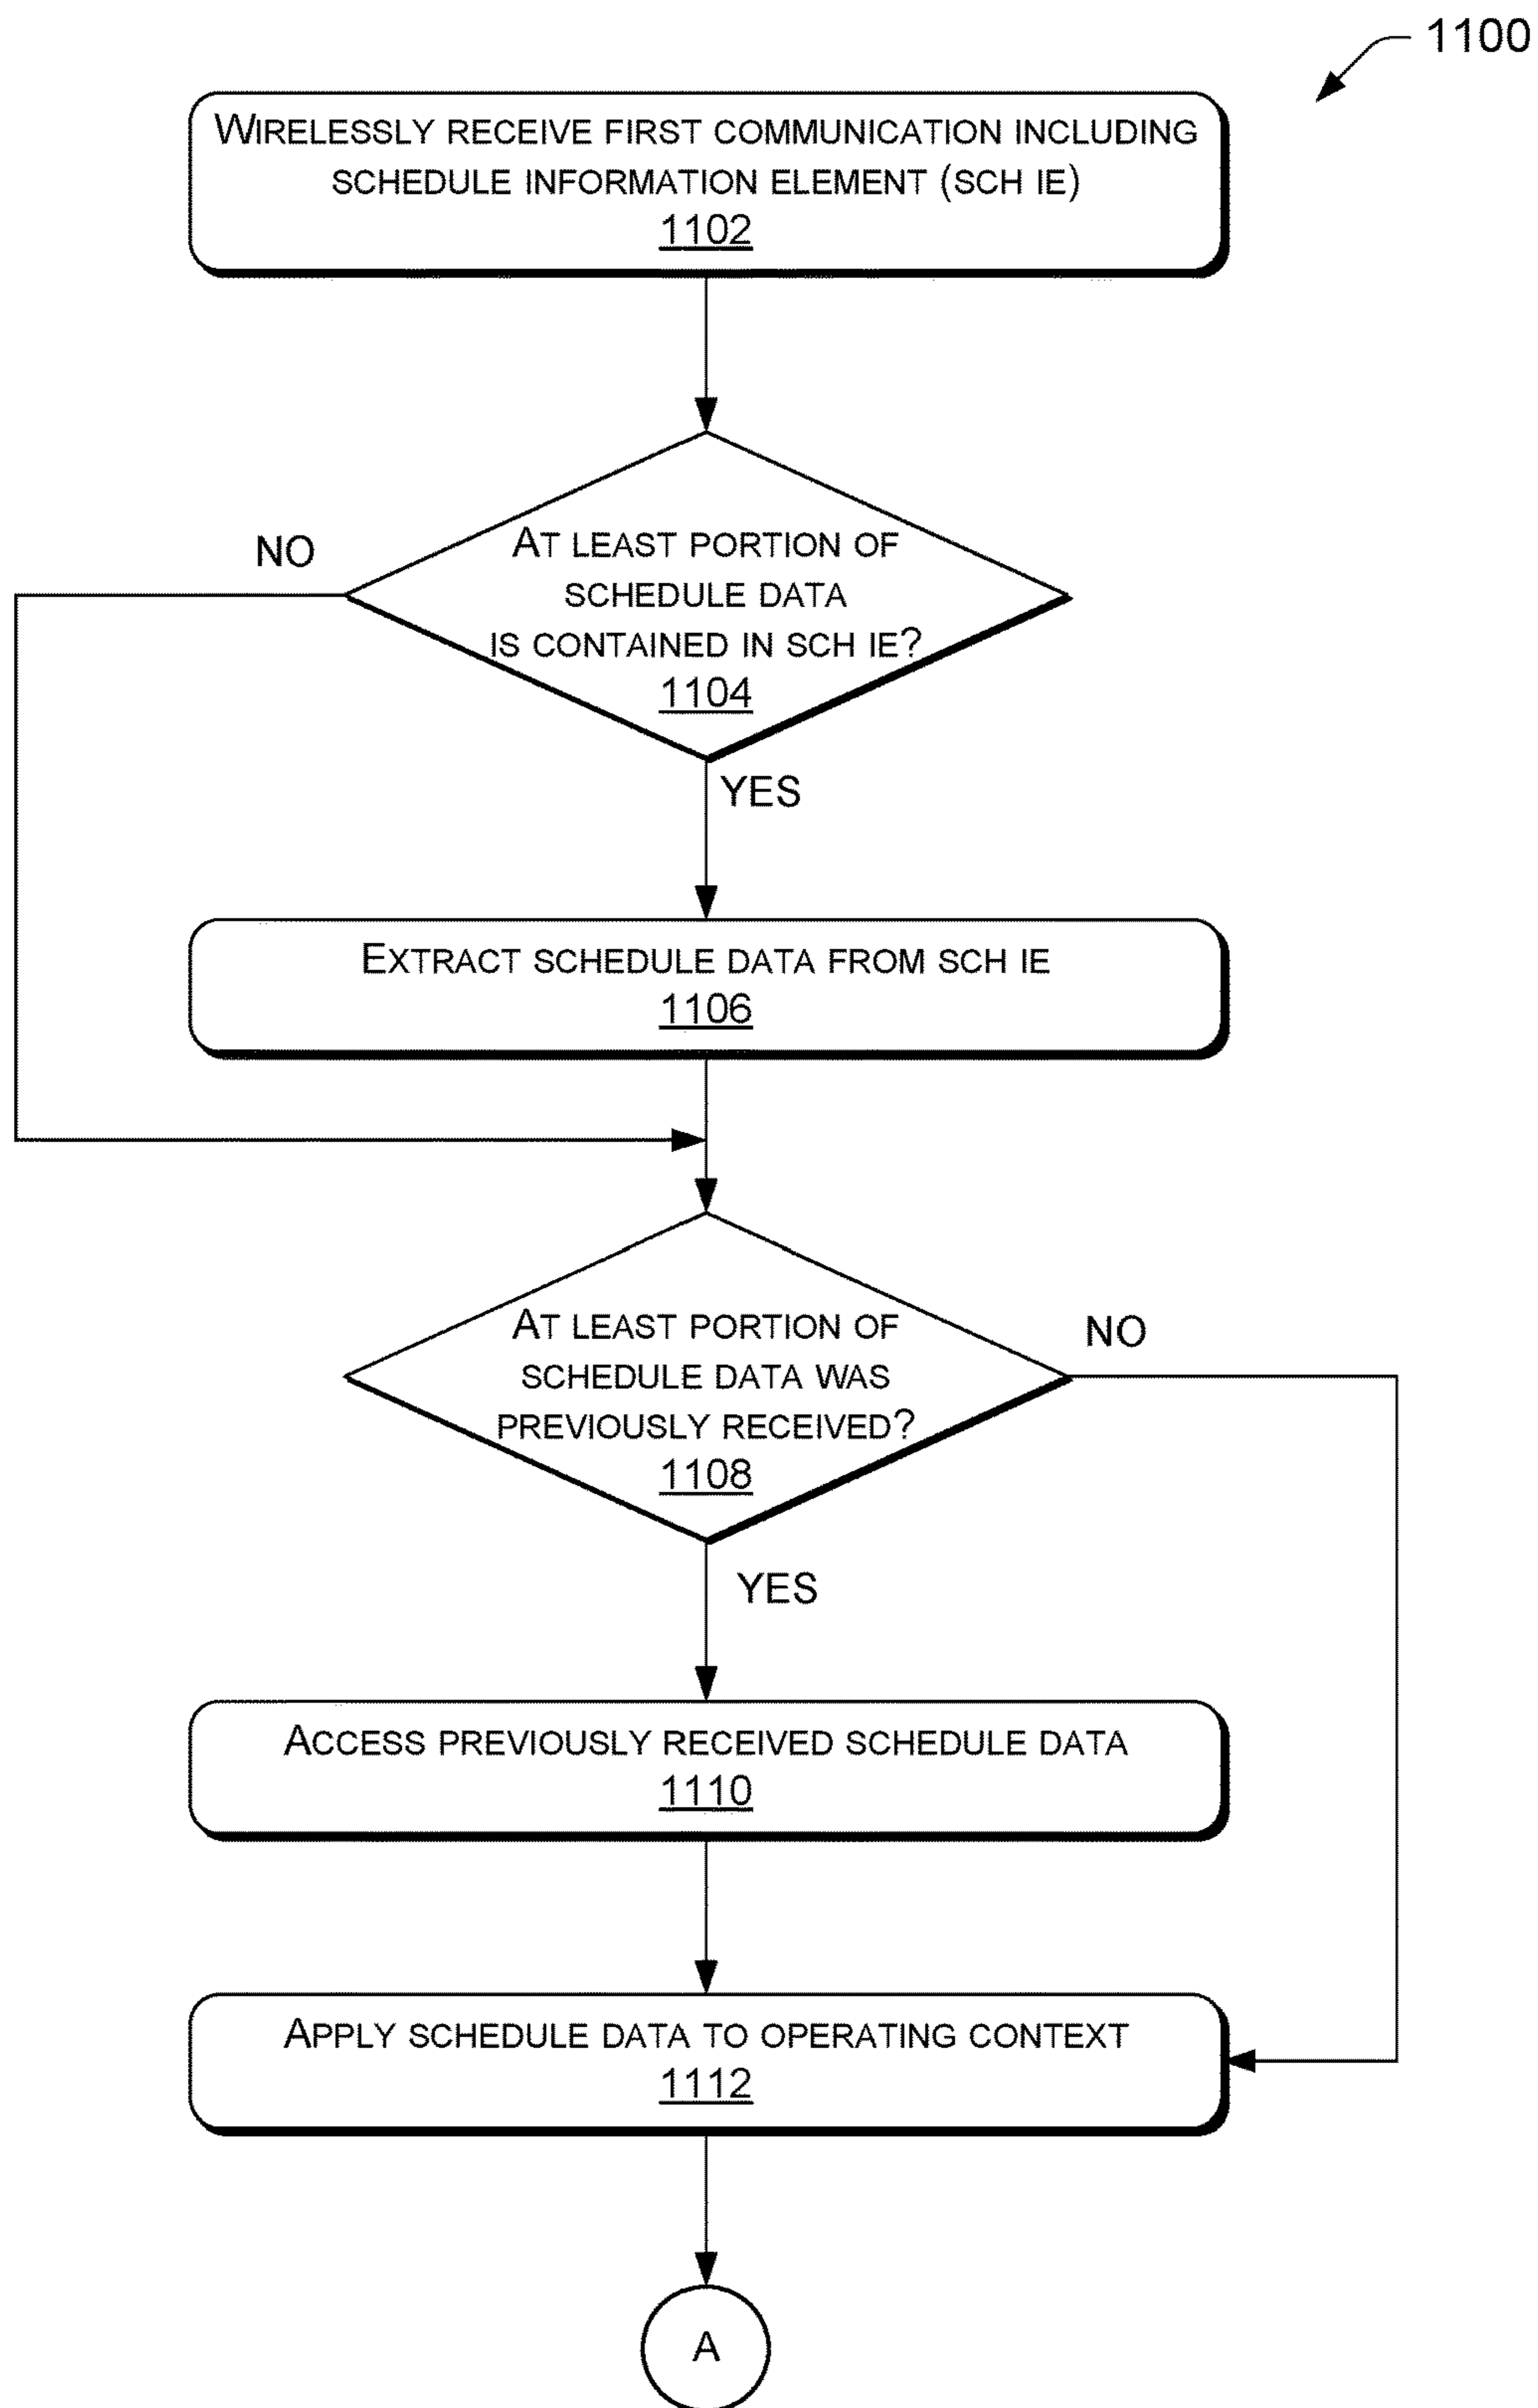 1100
WIRELESSLY RECEIVE FIRST COMMUNICATION INCLUDING
SCHEDULE INFORMATION ELEMENT (SCH IE)
1102
NO
AT LEAST PORTION OF
SCHEDULE DATA
IS CONTAINED IN SCH IE?
1104
YES
EXTRACT SCHEDULE DATA FROM SCH IE
1106
AT LEAST PORTION OF
NO
SCHEDULE DATA WAS
PREVIOUSLY RECEIVED?
1108
YES
ACCESS PREVIOUSLY RECEIVED SCHEDULE DATA
1110
APPLY SCHEDULE DATA TO OPERATING CONTEXT
1112
A